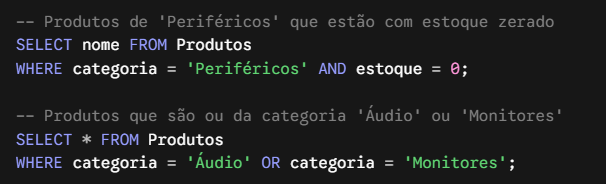 -- Produtos de 'Periféricos' que estão com estoque zerado
SELECT nome FROM Produtos
WHERE categoria = 'Periféricos' AND estoque = 0;
-- Produtos que são ou da categoria 'Áudio' ou 'Monitores'
SELECT * FROM Produtos
WHERE categoria = 'Áudio' OR categoria = 'Monitores';